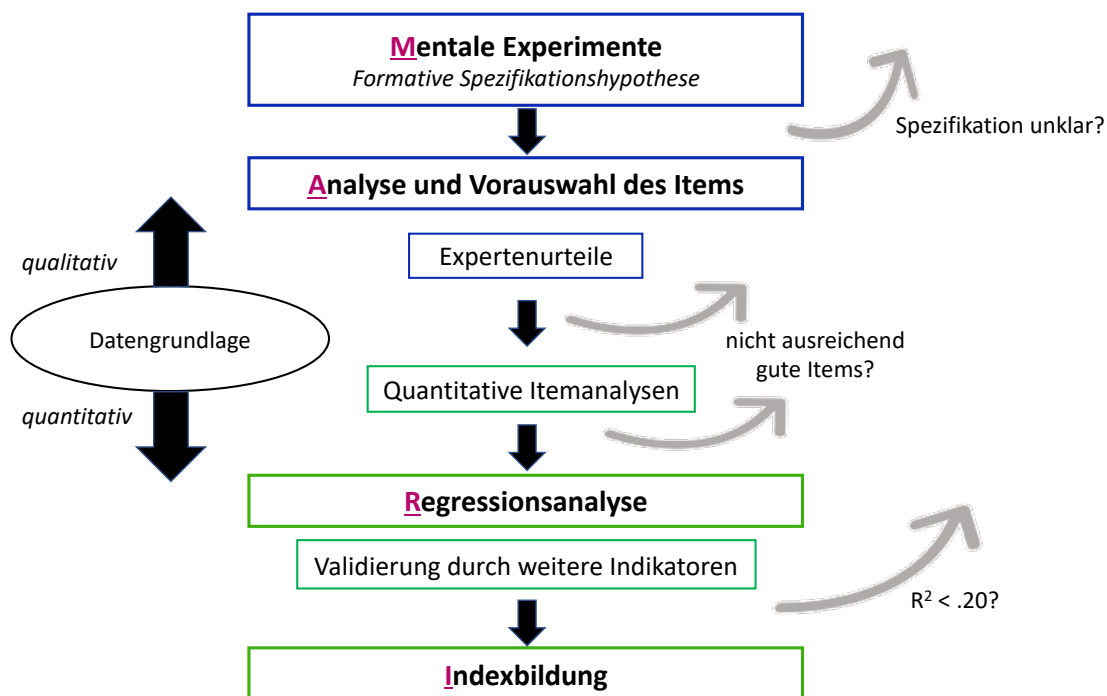 Mentale Experimente
Formative Spezifikationshypothese
Spezifikation unklar?
Analyse und Vorauswahl des Items
qualitativ
Expertenurteile
Datengrundlage
nicht ausreichend
gute Items?
quantitativ
Quantitative Itemanalysen
Regressionsanalyse
Validierung durch weitere Indikatoren
R² < .20?
Indexbildung